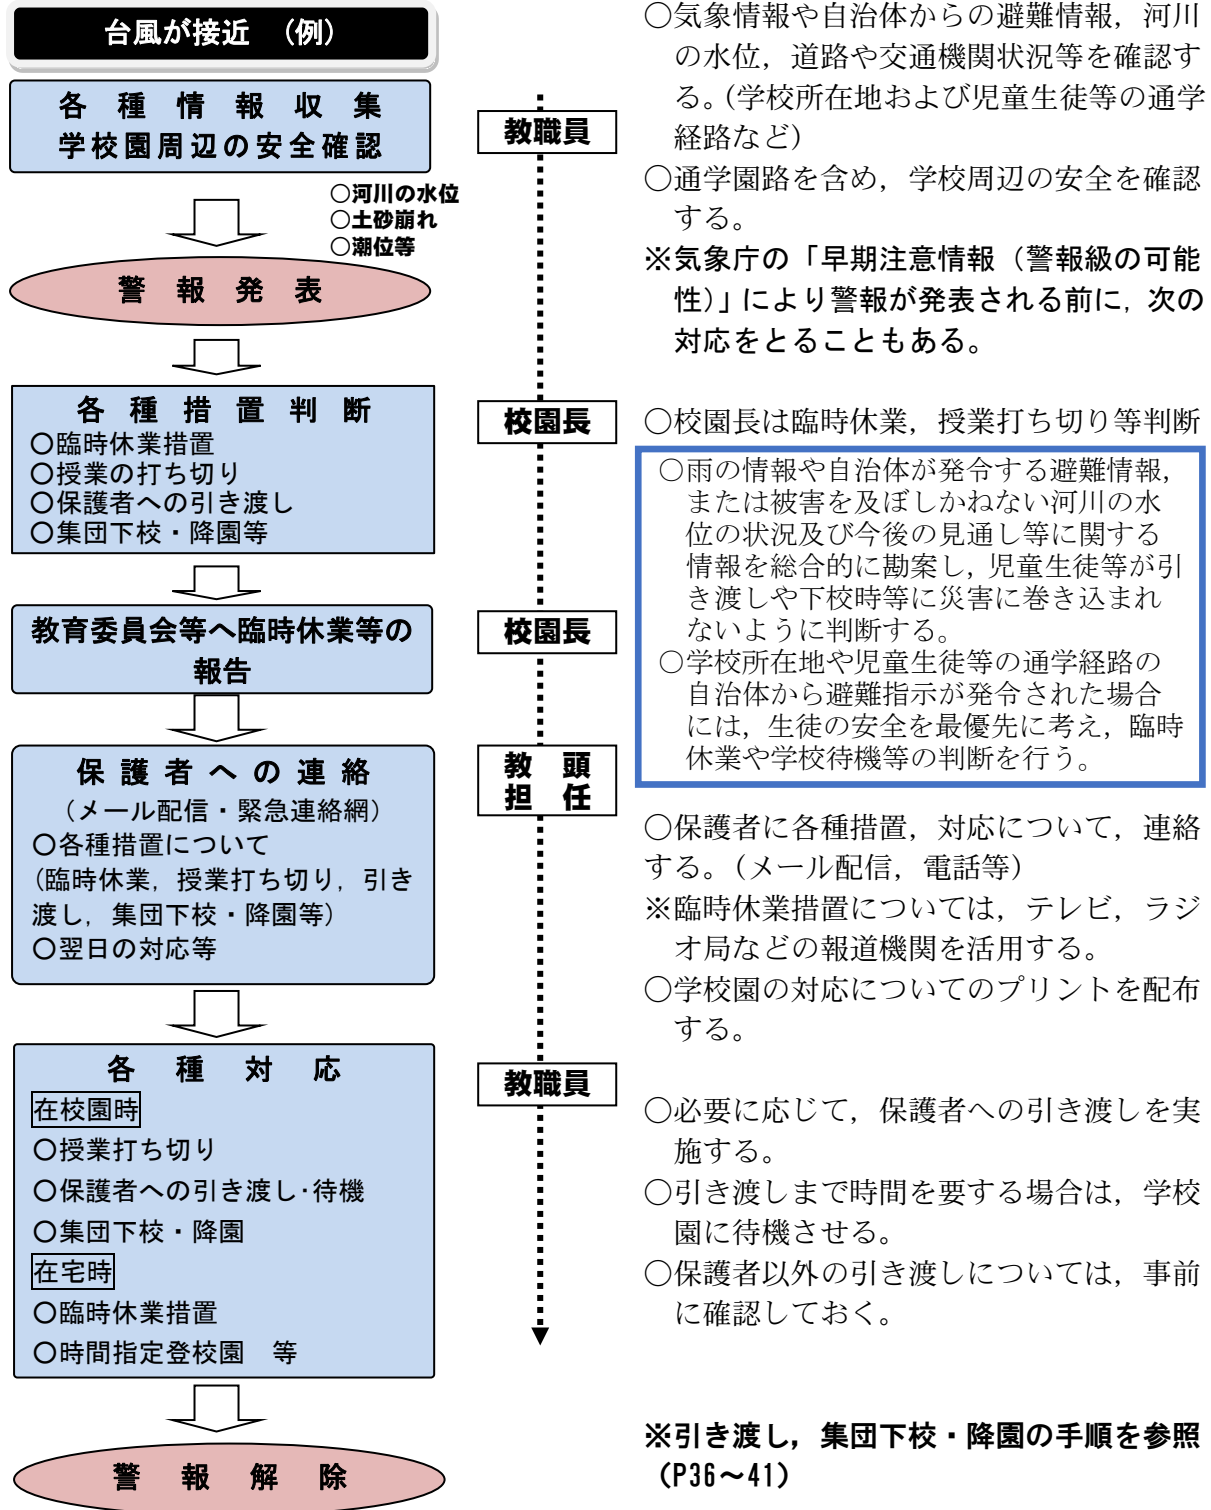 台風が接近　(例)
各種情報収集
学校園周辺の安全確認
○河川の水位
○土砂崩れ
○潮位等
警報発表
各種措置判断
○臨時休業措置
○授業の打ち切り
○保護者への引き渡し
○集団下校・降園等
教育委員会等へ臨時休業等の
報告
保護者への連絡
（メール配信・緊急連絡網）
○各種措置について
(臨時休業，授業打ち切り，引き
渡し，集団下校・降園等)
○翌日の対応等
各種対応
在校園時
○授業打ち切り
○保護者への引き渡し・待機
○集団下校・降園
在宅時
○臨時休業措置
○時間指定登校園　等
警報解除
教職員
校園長
校園長
教　頭
担　任
教職員
○気象情報や自治体からの避難情報，河川
の水位，道路や交通機関状況等を確認す
る。（学校所在地および児童生徒等の通学
経路など）
○通学園路を含め，学校周辺の安全を確認
する。
※気象庁の「早期注意情報（警報級の可能
性）」により警報が発表される前に，次の
対応をとることもある。
○校園長は臨時休業，授業打ち切り等判断
○雨の情報や自治体が発令する避難情報，
または被害を及ぼしかねない河川の水
位の状況及び今後の見通し等に関する
情報を総合的に勘案し，児童生徒等が引
き渡しや下校時等に災害に巻き込まれ
ないように判断する。
○学校所在地や児童生徒等の通学経路の
自治体から避難指示が発令された場合
には，生徒の安全を最優先に考え，臨時
休業や学校待機等の判断を行う。
○保護者に各種措置，対応について，連絡
する。（メール配信，電話等）
※臨時休業措置については，テレビ，ラジ
オ局などの報道機関を活用する。
○学校園の対応についてのプリントを配布
する。
○必要に応じて，保護者への引き渡しを実
施する。
○引き渡しまで時間を要する場合は，学校
園に待機させる。
○保護者以外の引き渡しについては，事前
に確認しておく。
※引き渡し，集団下校・降園の手順を参照
（P36～41）